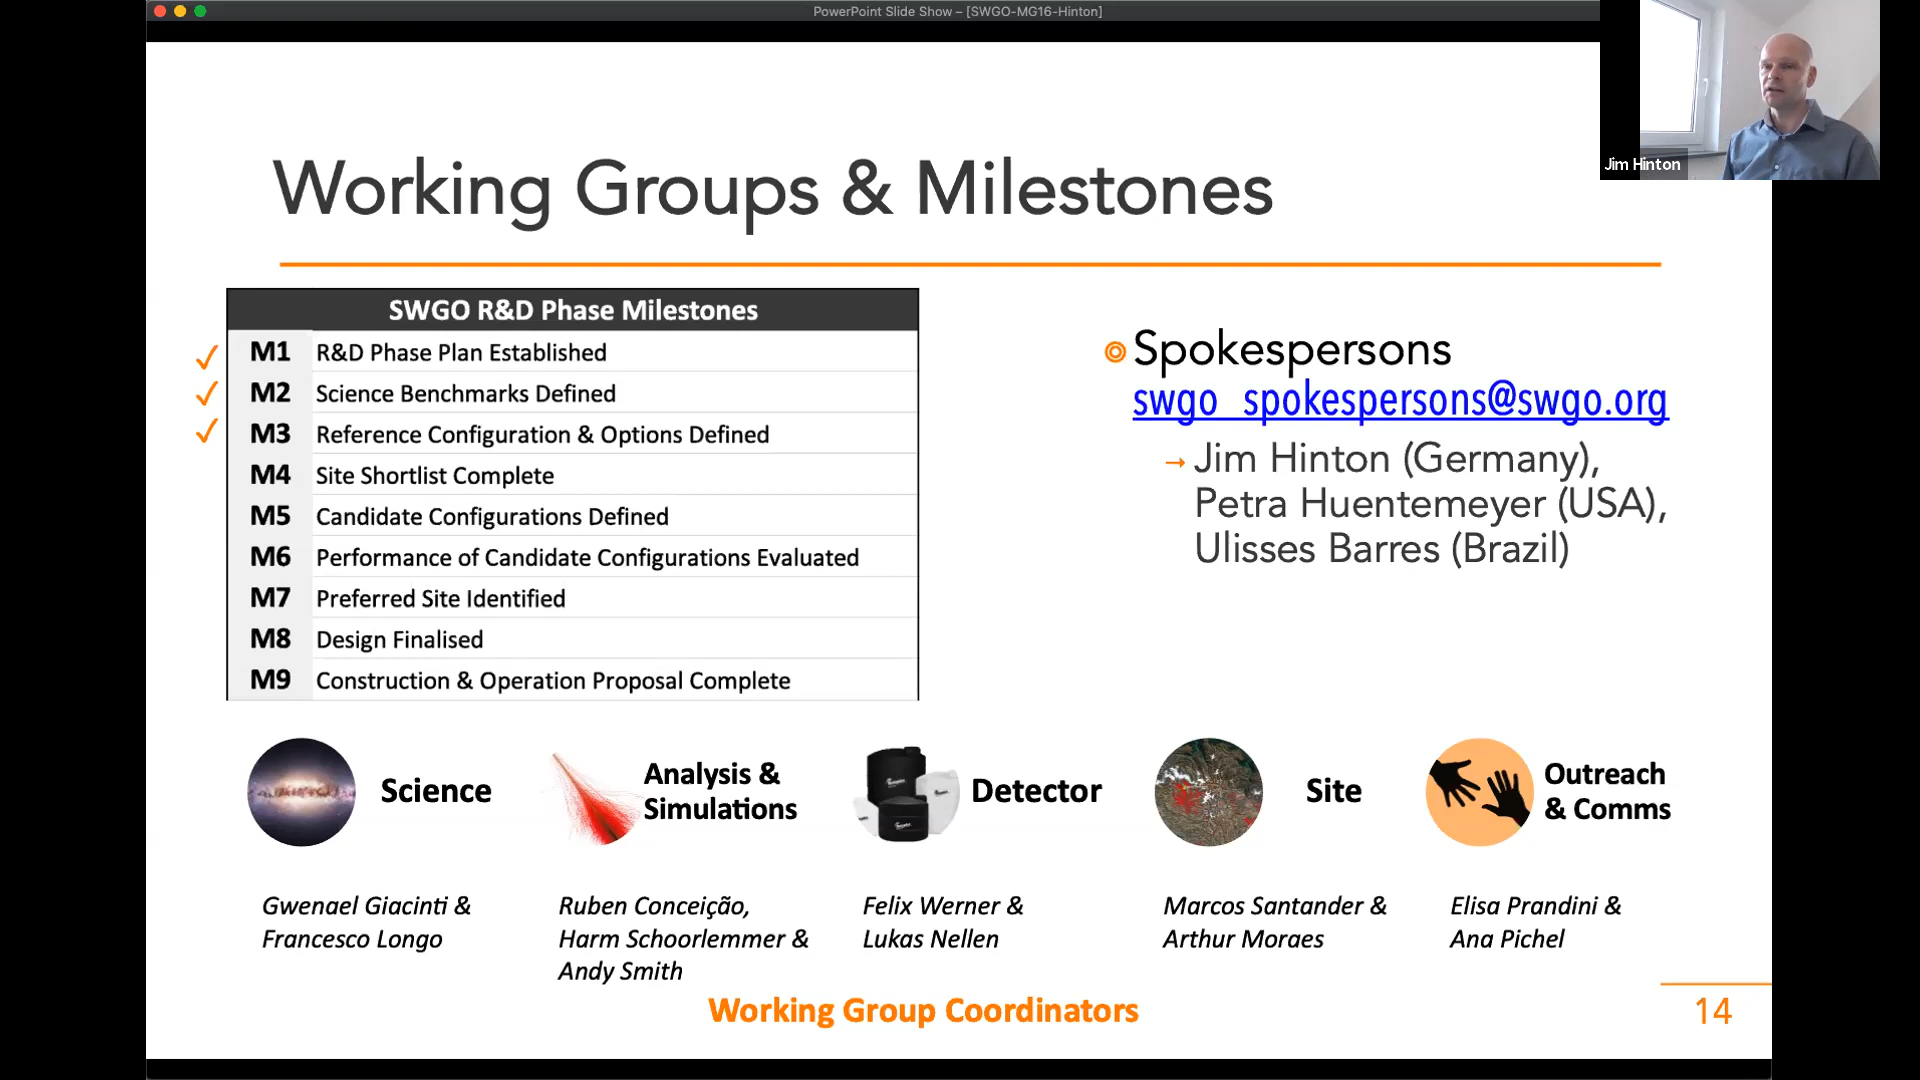 PowerPoint Slide Show – [SWGO-MG16-Hinton]
Jim Hinton
Working Groups & Milestones
SWGO R&D Phase Milestones
M1 R&D Phase Plan Established
M2 Science Benchmarks Defined
M3 Reference Configuration & Options Defined
M4 Site Shortlist Complete
M5 Candidate Configurations Defined
M6 Performance of Candidate Configurations Evaluated
M7 Preferred Site Identified
M8 Design Finalised
M9 Construction & Operation Proposal Complete
Spokespersons
swgo_spokespersons@swgo.org
Jim Hinton (Germany),
Petra Huentemeyer (USA),
Ulisses Barres (Brazil)
Science
Analysis &
Simulations
Detector
Site
Outreach
& Comms
Gwenael Giacinti &
Francesco Longo
Ruben Conceição,
Harm Schoorlemmer &
Andy Smith
Felix Werner &
Lukas Nellen
Marcos Santander &
Arthur Moraes
Elisa Prandini &
Ana Pichel
Working Group Coordinators
14